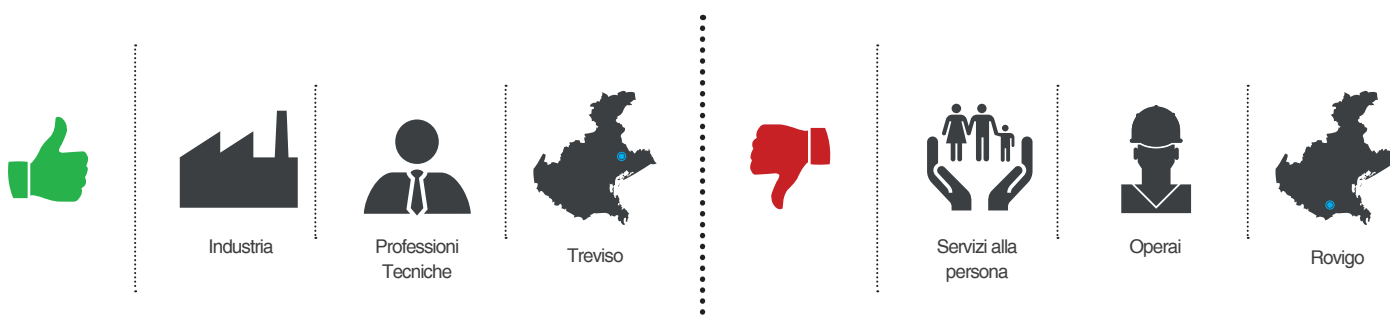 Industria
Professioni
Tecniche
Treviso
Servizi alla
persona
Operai
Rovigo